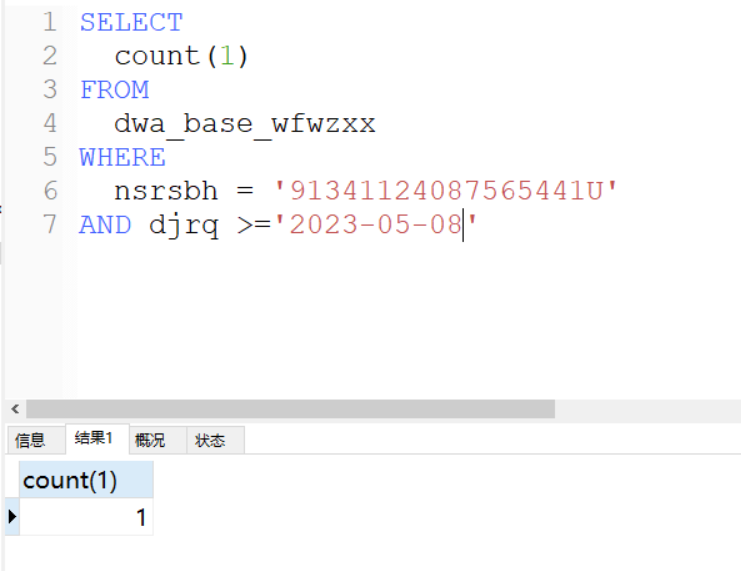 1 SELECT
2 count(1)
3 FROM
4 dwa_base_wfwzxx
5 WHERE
6 nsrsbh = '91341124087565441U'
7 AND djrq >='2023-05-08'
信息 结果1 概况 状态
count(1)
1